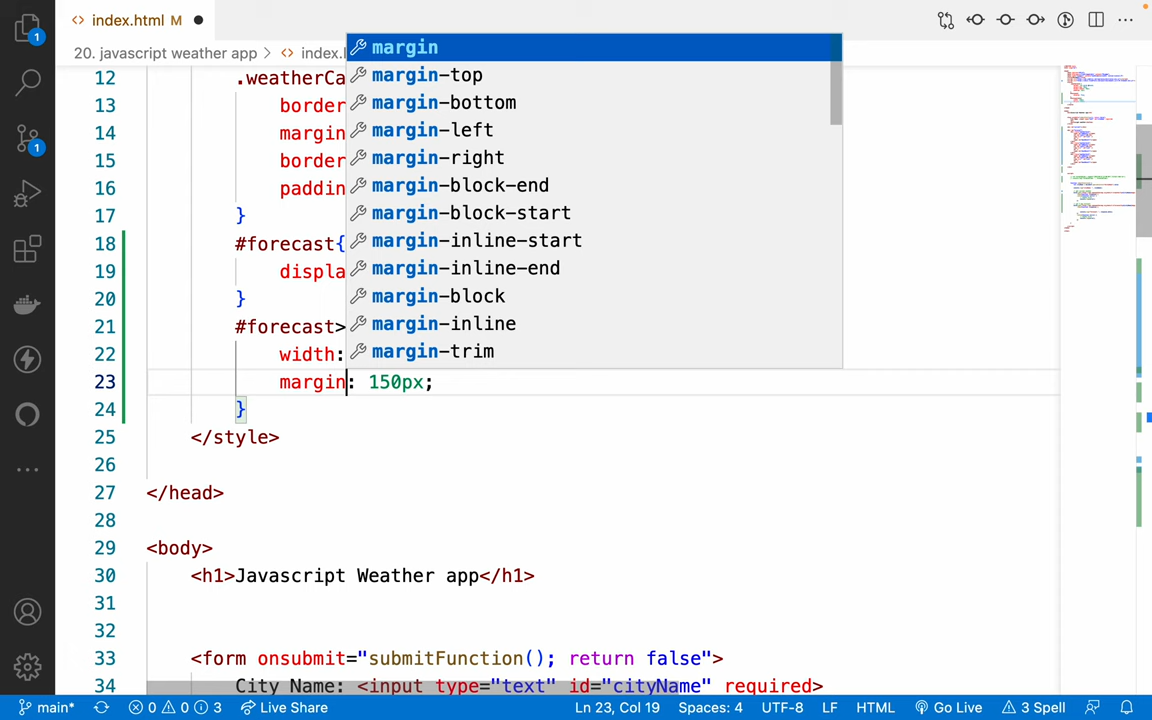 index.html M
20. javascript weather app > index.
margin
margin-top
margin-bottom
margin-left
margin-right
margin-block-end
margin-block-start
margin-inline-start
margin-inline-end
margin-block
margin-inline
margin-trim
12 .weatherCa
13 border
14 margin
15 border
16 paddin
17 }
18 #forecast{
19 displa
20 }
21 #forecast>
22 width:
23 margin: 150px;
24 }
25 </style>
26
27 </head>
28
29 <body>
30 <h1>Javascript Weather app</h1>
31
32
33 <form onsubmit="submitFunction(); return false">
34 City Name: <input type="text" id="cityName" required>
1
1
main* 0 0 3 Live Share Ln 23, Col 19 Spaces: 4 UTF-8 LF HTML Go Live 3 Spell